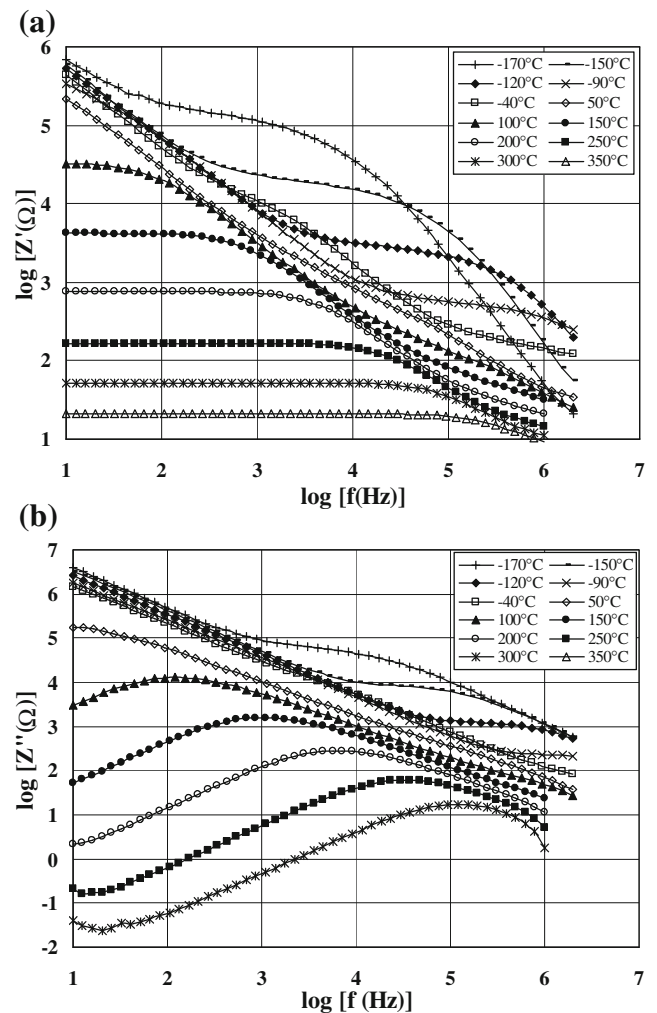 (a)
6
5
4
3
2
1
log [Z'(Ω)]
-170°C -150°C
-120°C -90°C
-40°C 50°C
100°C 150°C
200°C 250°C
300°C 350°C
1 2 3 4 5 6 7
log [f(Hz)]
(b)
7
6
5
4
3
2
1
0
-1
-2
log [Z''(Ω)]
-170°C -150°C
-120°C -90°C
-40°C 50°C
100°C 150°C
200°C 250°C
300°C 350°C
1 2 3 4 5 6 7
log [f (Hz)]